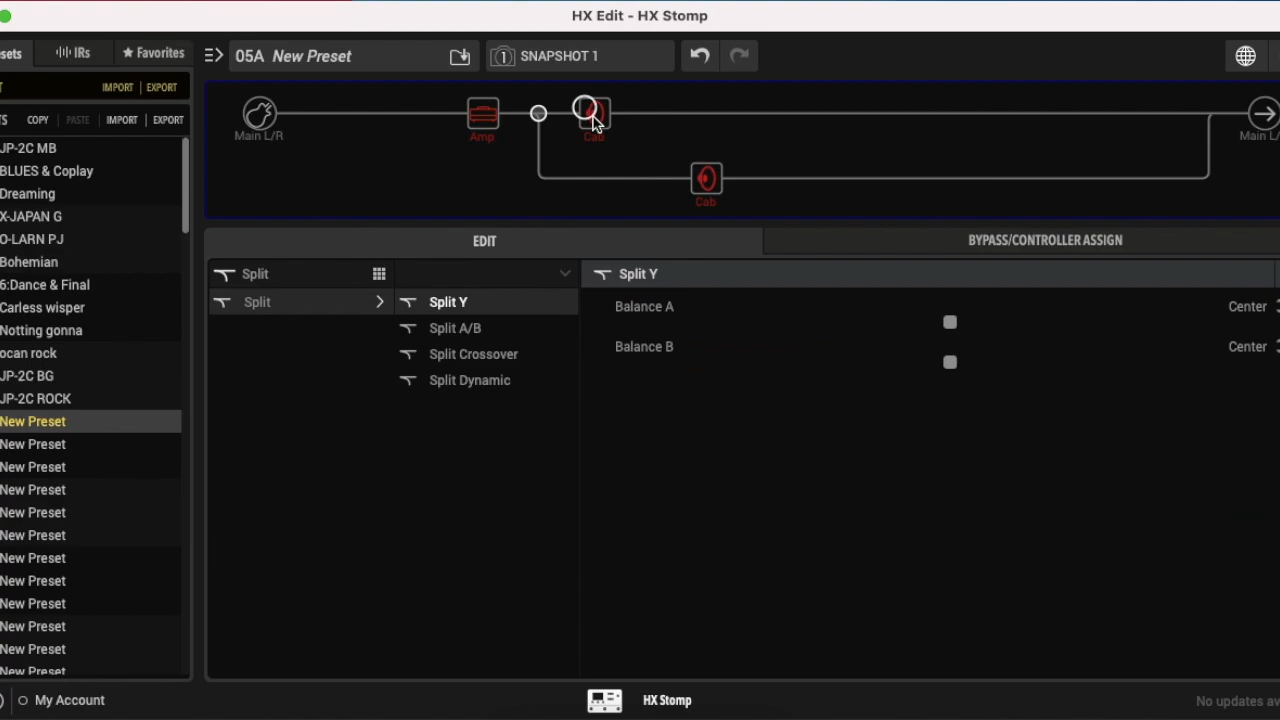 HX Edit - HX Stomp
IRs
Favorites
05A New Preset
1 SNAPSHOT 1
IMPORT | EXPORT
COPY PASTE IMPORT EXPORT
Main L/R
Amp
Cab
Cab
JP-2C MB
BLUES & Coplay
Dreaming
X-JAPAN G
O-LARN PJ
Bohemian
6:Dance & Final
Carless wisper
Notting gonna
ocan rock
JP-2C BG
JP-2C ROCK
New Preset
New Preset
New Preset
New Preset
New Preset
New Preset
New Preset
New Preset
New Preset
New Preset
New Preset
New Preset
EDIT
BYPASS/CONTROLLER ASSIGN
Split
Split
Split Y
Split A/B
Split Crossover
Split Dynamic
Split Y
Balance A Center
Balance B Center
My Account
HX Stomp
No updates